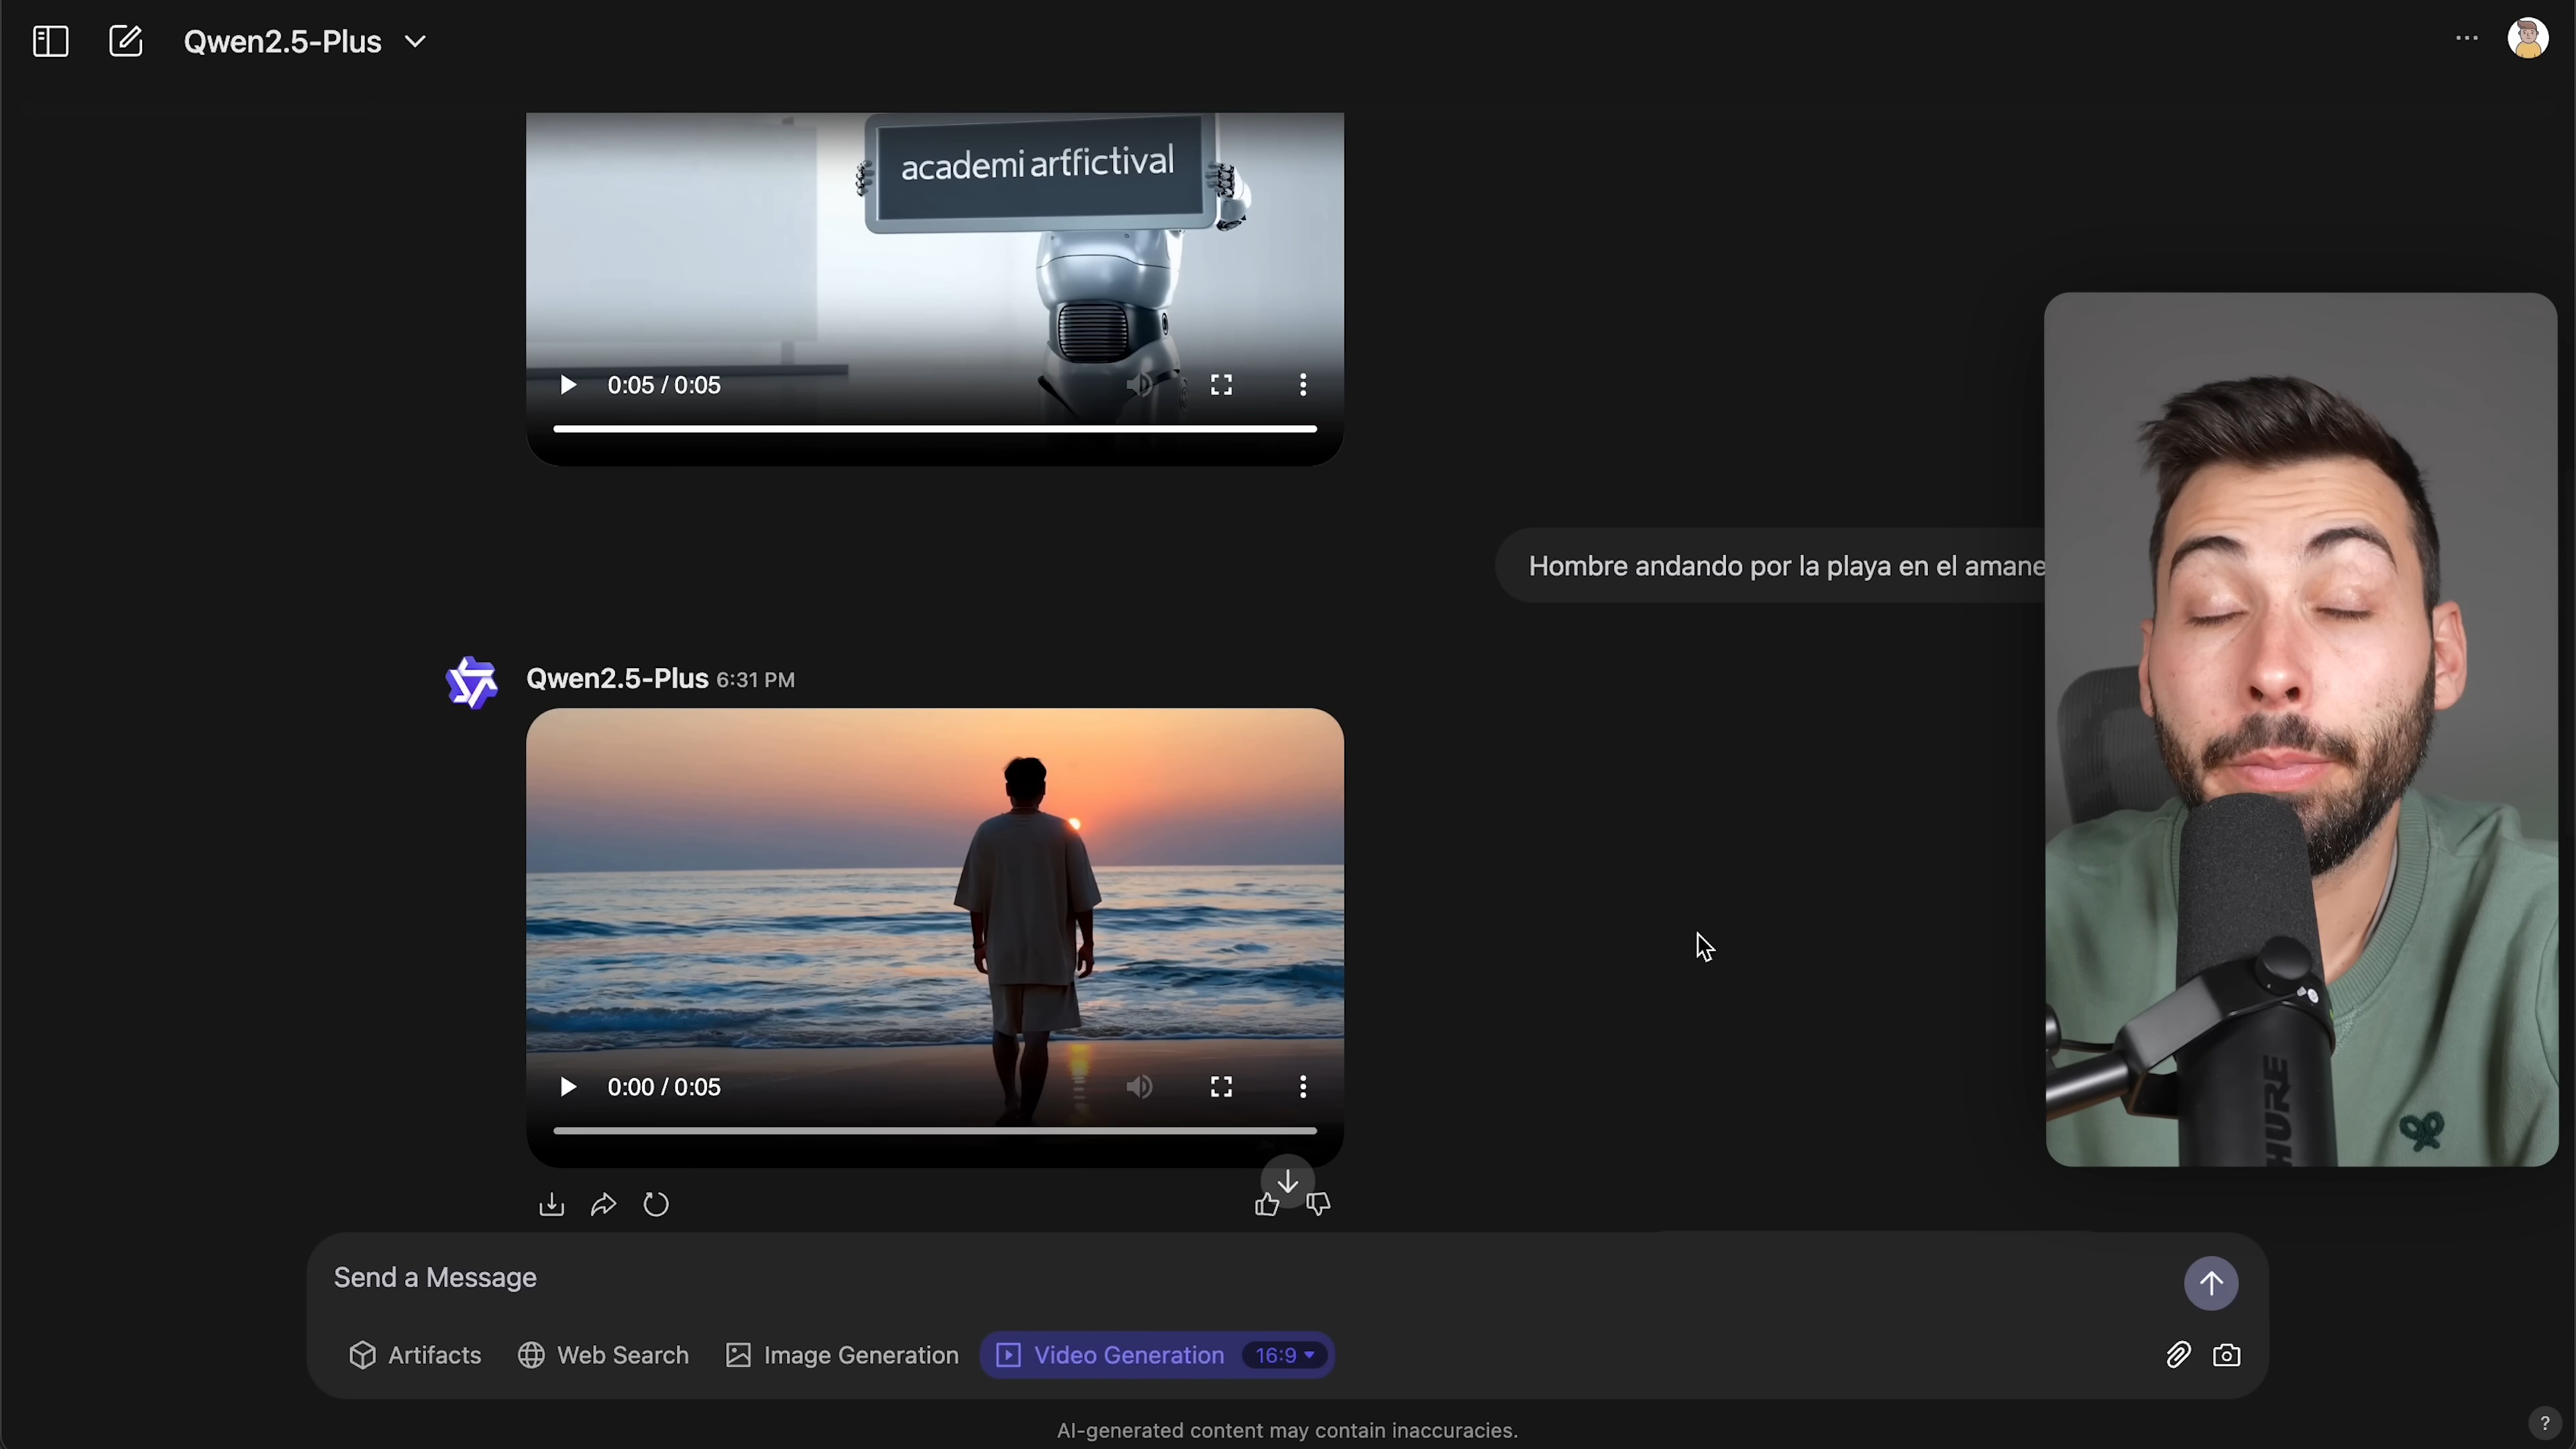 Qwen2.5-Plus
academi artfictival
0:05 / 0:05
Hombre andando por la playa en el amane
Qwen2.5-Plus 6:31 PM
0:00 / 0:05
HURE
Send a Message
Artifacts Web Search Image Generation Video Generation 16:9
AI-generated content may contain inaccuracies.
?